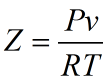 Z = Pv / RT